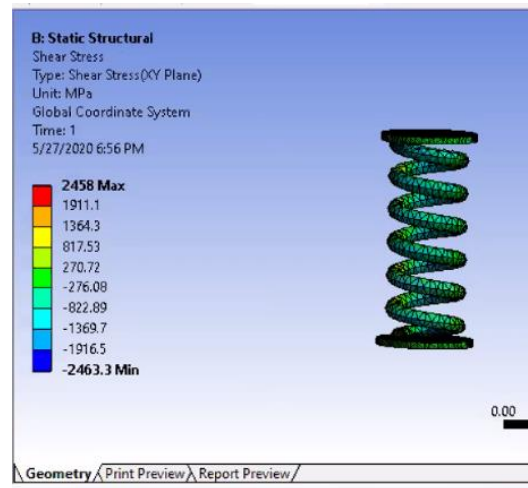 B: Static Structural
Shear Stress
Type: Shear Stress(XY Plane)
Unit: MPa
Global Coordinate System
Time: 1
5/27/2020 6:56 PM
2458 Max
1911.1
1364.3
817.53
270.72
-276.08
-822.89
-1369.7
-1916.5
-2463.3 Min
0.00
Geometry Print Preview Report Preview